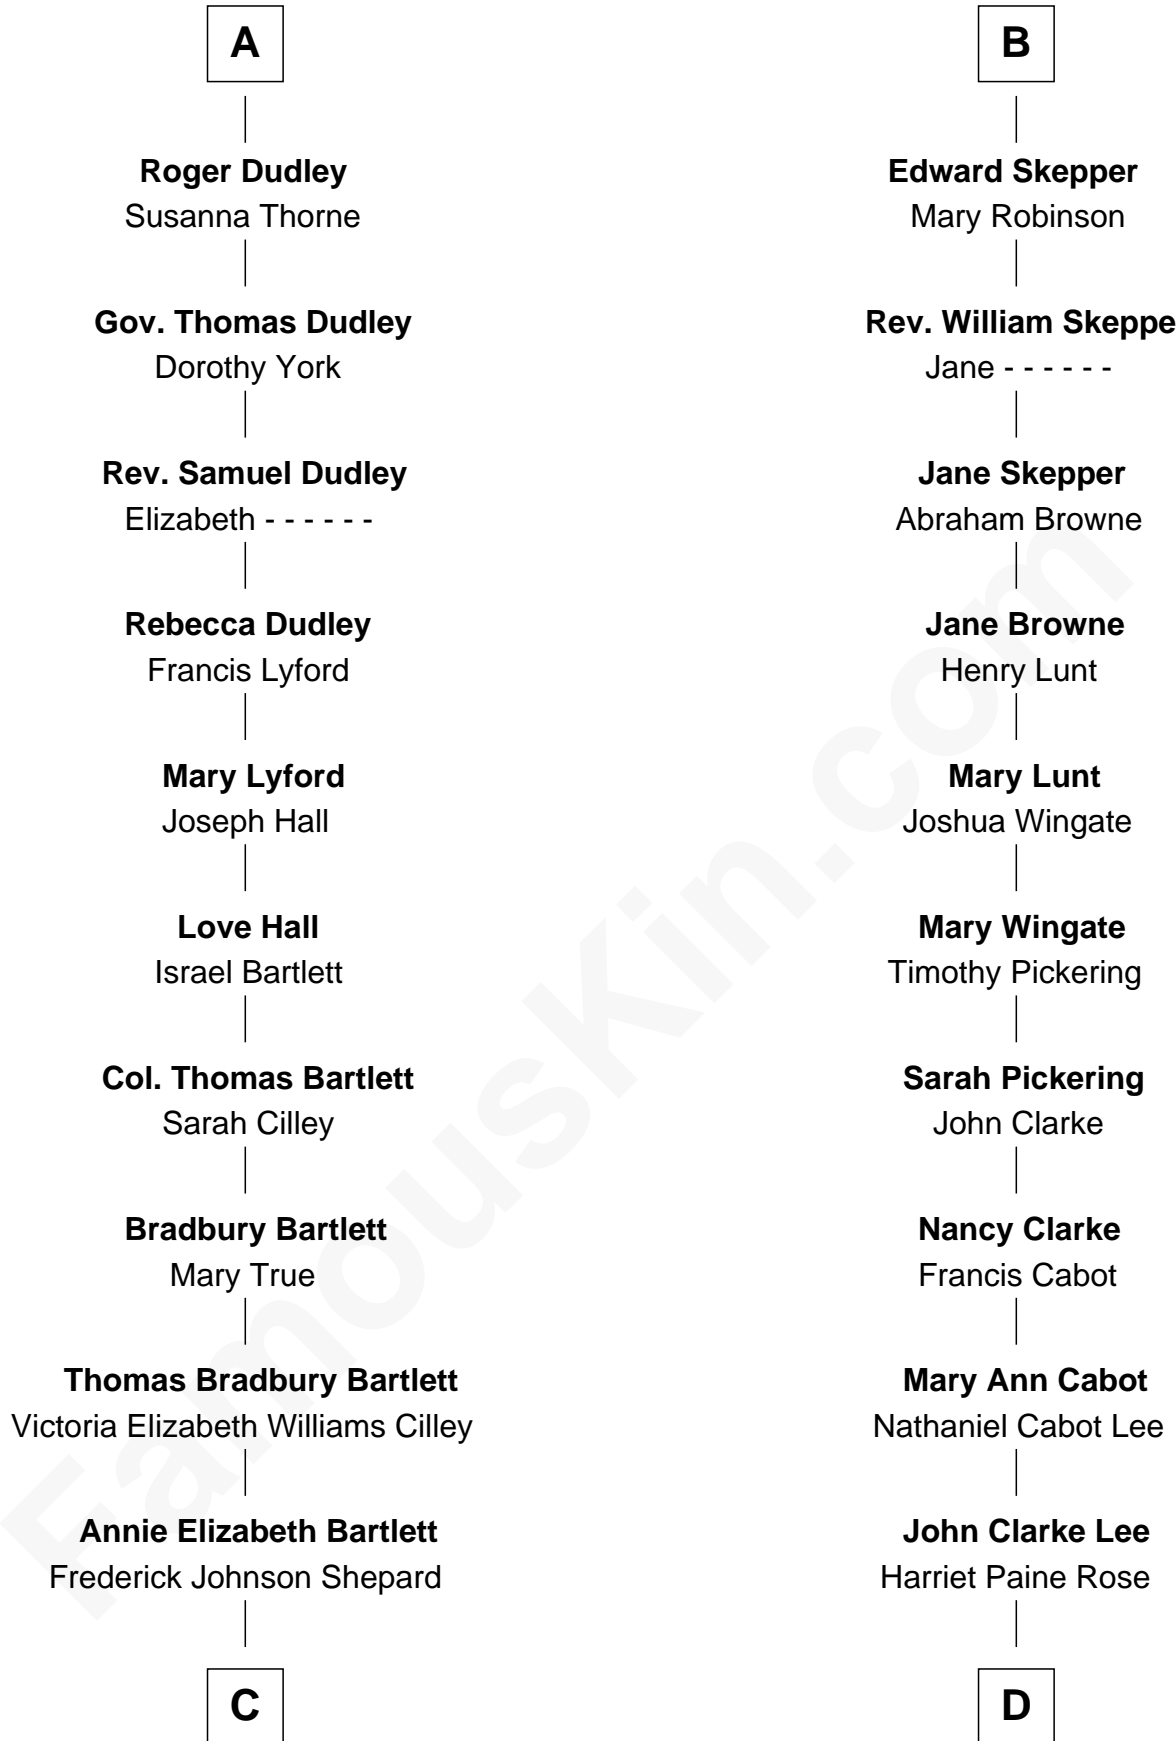 A
Roger Dudley
Susanna Thorne
Gov. Thomas Dudley
Dorothy York
Rev. Samuel Dudley
Elizabeth - - - - - -
Rebecca Dudley
Francis Lyford
Mary Lyford
Joseph Hall
Love Hall
Israel Bartlett
Col. Thomas Bartlett
Sarah Cilley
Bradbury Bartlett
Mary True
Thomas Bradbury Bartlett
Victoria Elizabeth Williams Cilley
Annie Elizabeth Bartlett
Frederick Johnson Shepard
C
B
Edward Skepper
Mary Robinson
Rev. William Skeppe
Jane - - - - - -
Jane Skepper
Abraham Browne
Jane Browne
Henry Lunt
Mary Lunt
Joshua Wingate
Mary Wingate
Timothy Pickering
Sarah Pickering
John Clarke
Nancy Clarke
Francis Cabot
Mary Ann Cabot
Nathaniel Cabot Lee
John Clarke Lee
Harriet Paine Rose
D
FamousKin.com